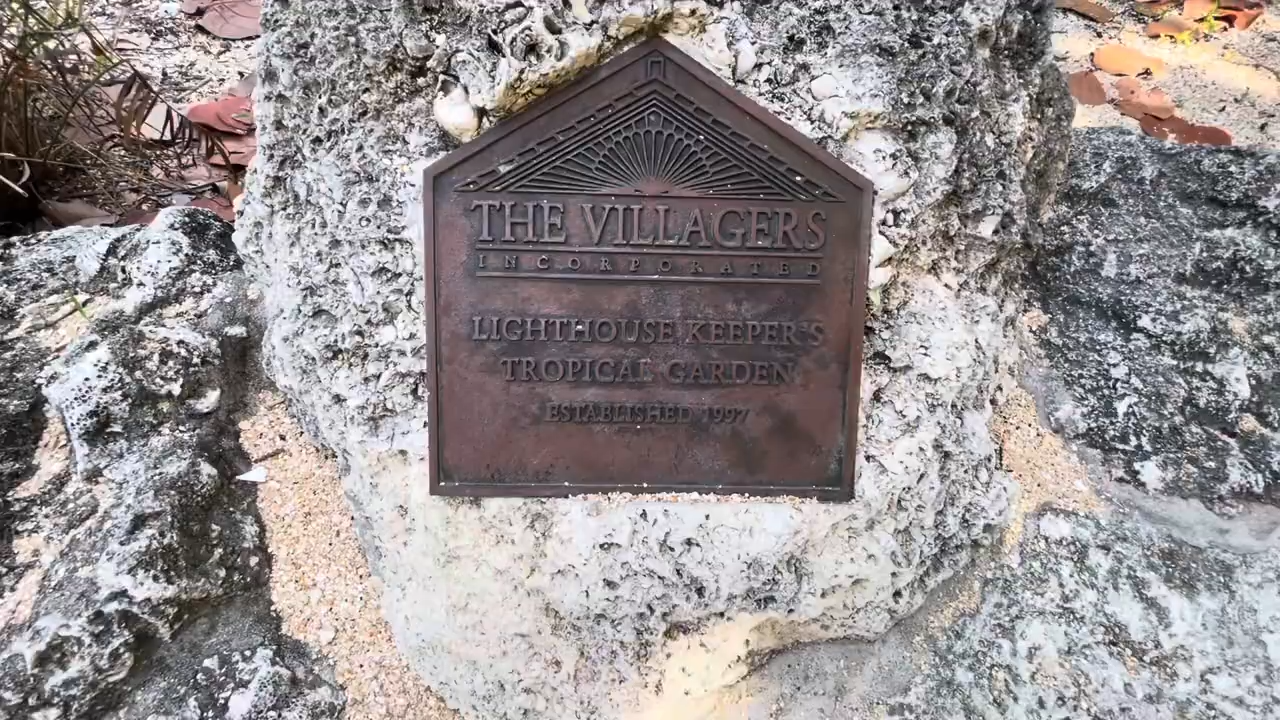 THE VILLAGERS
INCORPORATED
LIGHTHOUSE KEEPER'S
TROPICAL GARDEN
ESTABLISHED 1997